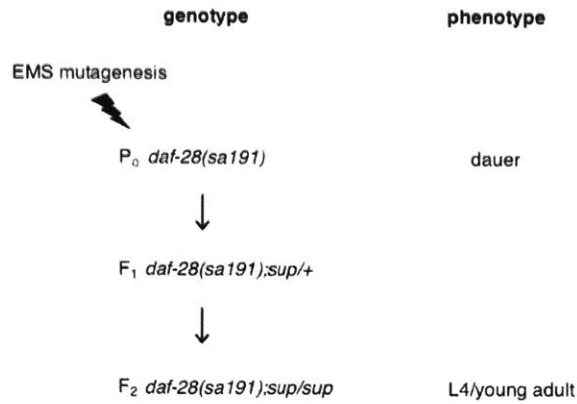 genotype phenotype
EMS mutagenesis
P₀ daf-28(sa191) dauer
F₁ daf-28(sa191);sup/+
F₂ daf-28(sa191);sup/sup L4/young adult